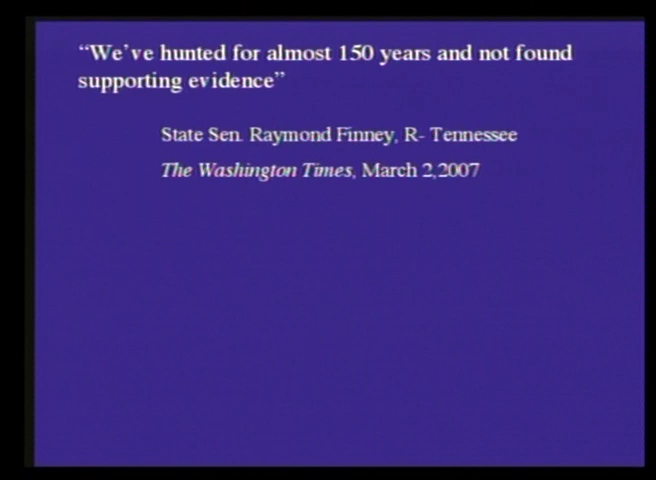 “We’ve hunted for almost 150 years and not found
supporting evidence”
State Sen. Raymond Finney, R- Tennessee
The Washington Times, March 2,2007